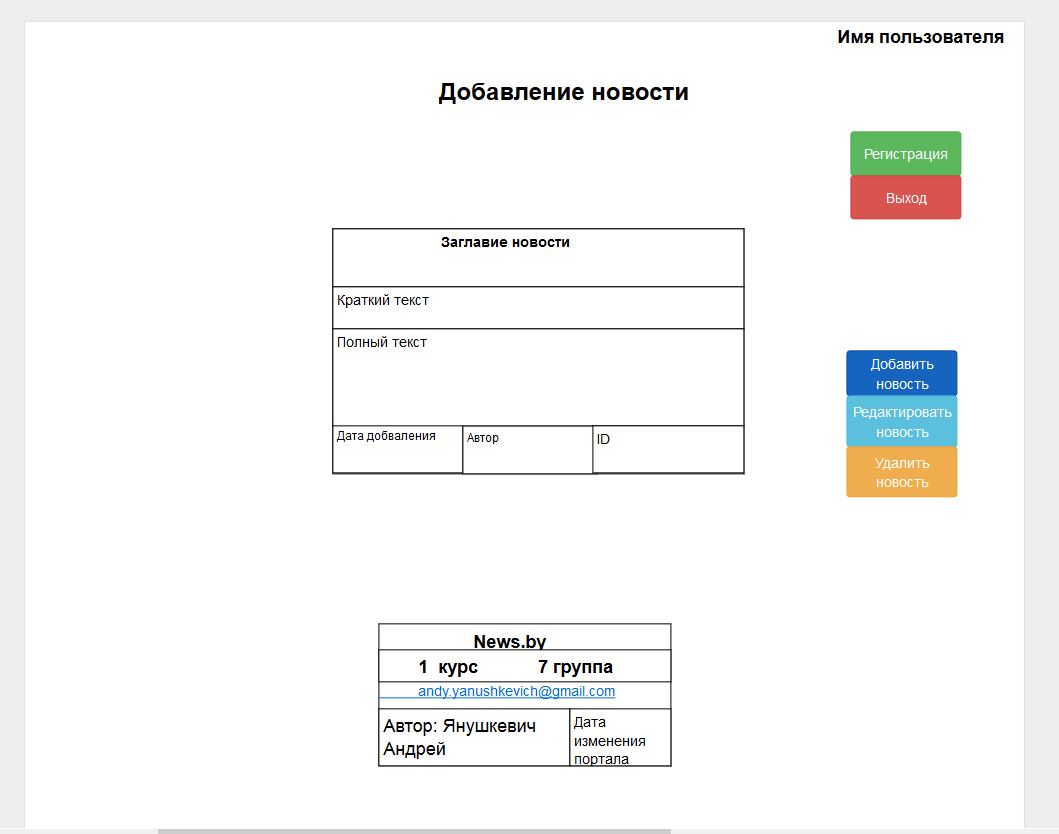 Имя пользователя
Добавление новости
Регистрация
Выход
Заглавие новости
Краткий текст
Полный текст
Дата добваления
Автор
ID
Добавить
новость
Редактировать
новость
Удалить
новость
News.by
1 курс 7 группа
andy.yanushkevich@gmail.com
Автор: Янушкевич
Андрей
Дата
изменения
портала